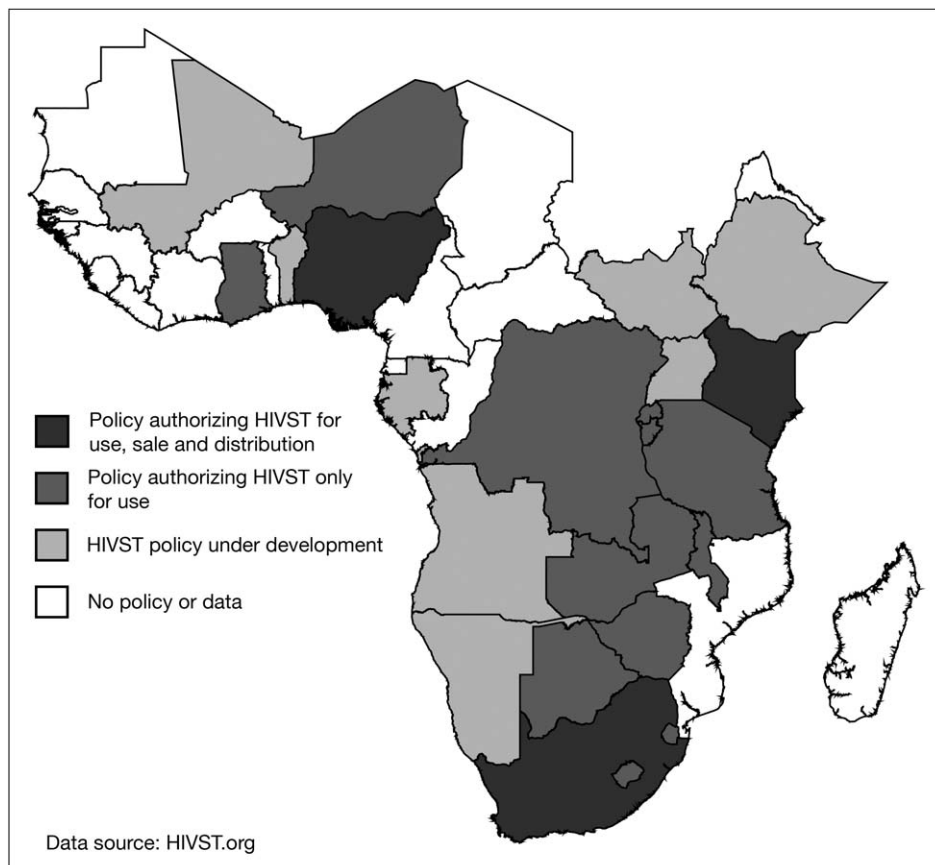 Policy authorizing HIVST for
use, sale and distribution
Policy authorizing HIVST only
for use
HIVST policy under development
No policy or data
Data source: HIVST.org